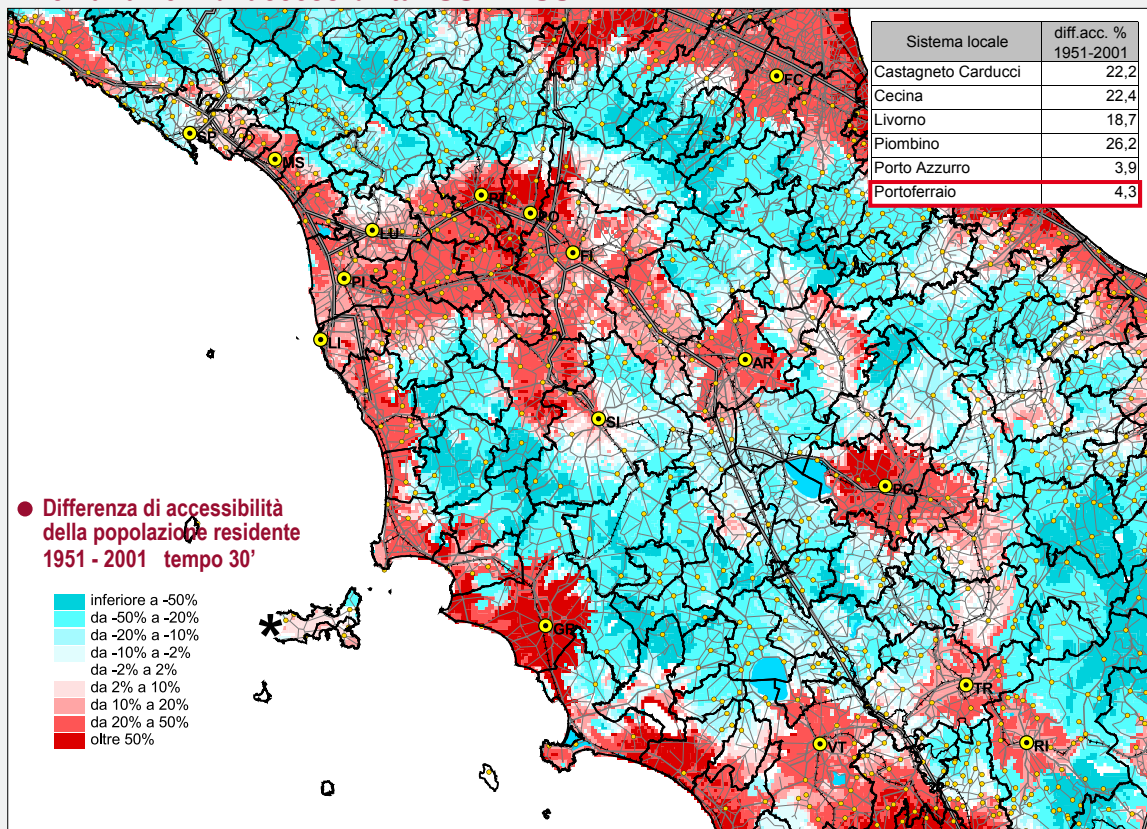 Sistema locale
diff.acc. %
1951-2001
Castagneto Carducci 22,2
Cecina 22,4
Livorno 18,7
Piombino 26,2
Porto Azzurro 3,9
Portoferraio 4,3
FC
SP
MS
PT
PO
LU
FI
PI
LI
AR
SI
PG
● Differenza di accessibilità
della popolazione residente
1951 - 2001 tempo 30'
inferiore a -50%
da -50% a -20%
da -20% a -10%
da -10% a -2%
da -2% a 2%
da 2% a 10%
da 10% a 20%
da 20% a 50%
oltre 50%
*
GR
TR
VT
RI